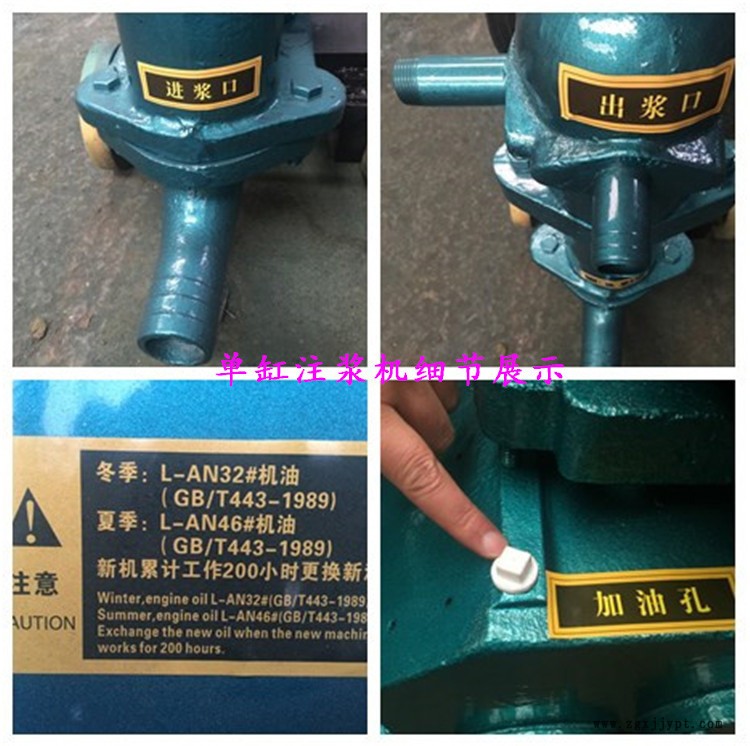 进浆口
出浆口
单缸注浆机细节展示
冬季：L-AN32#机油
（GB/T443-1989）
夏季：L-AN46#机油
（GB/T443-1989）
新机累计工作200小时更换新
注意
CAUTION
Winter,engine oil L-AN32#(GB/T443-1989
Summer,engine oil L-AN46#(GB/T443-1989
Exchange the new oil when the new machin
works for 200 hours.
加油孔